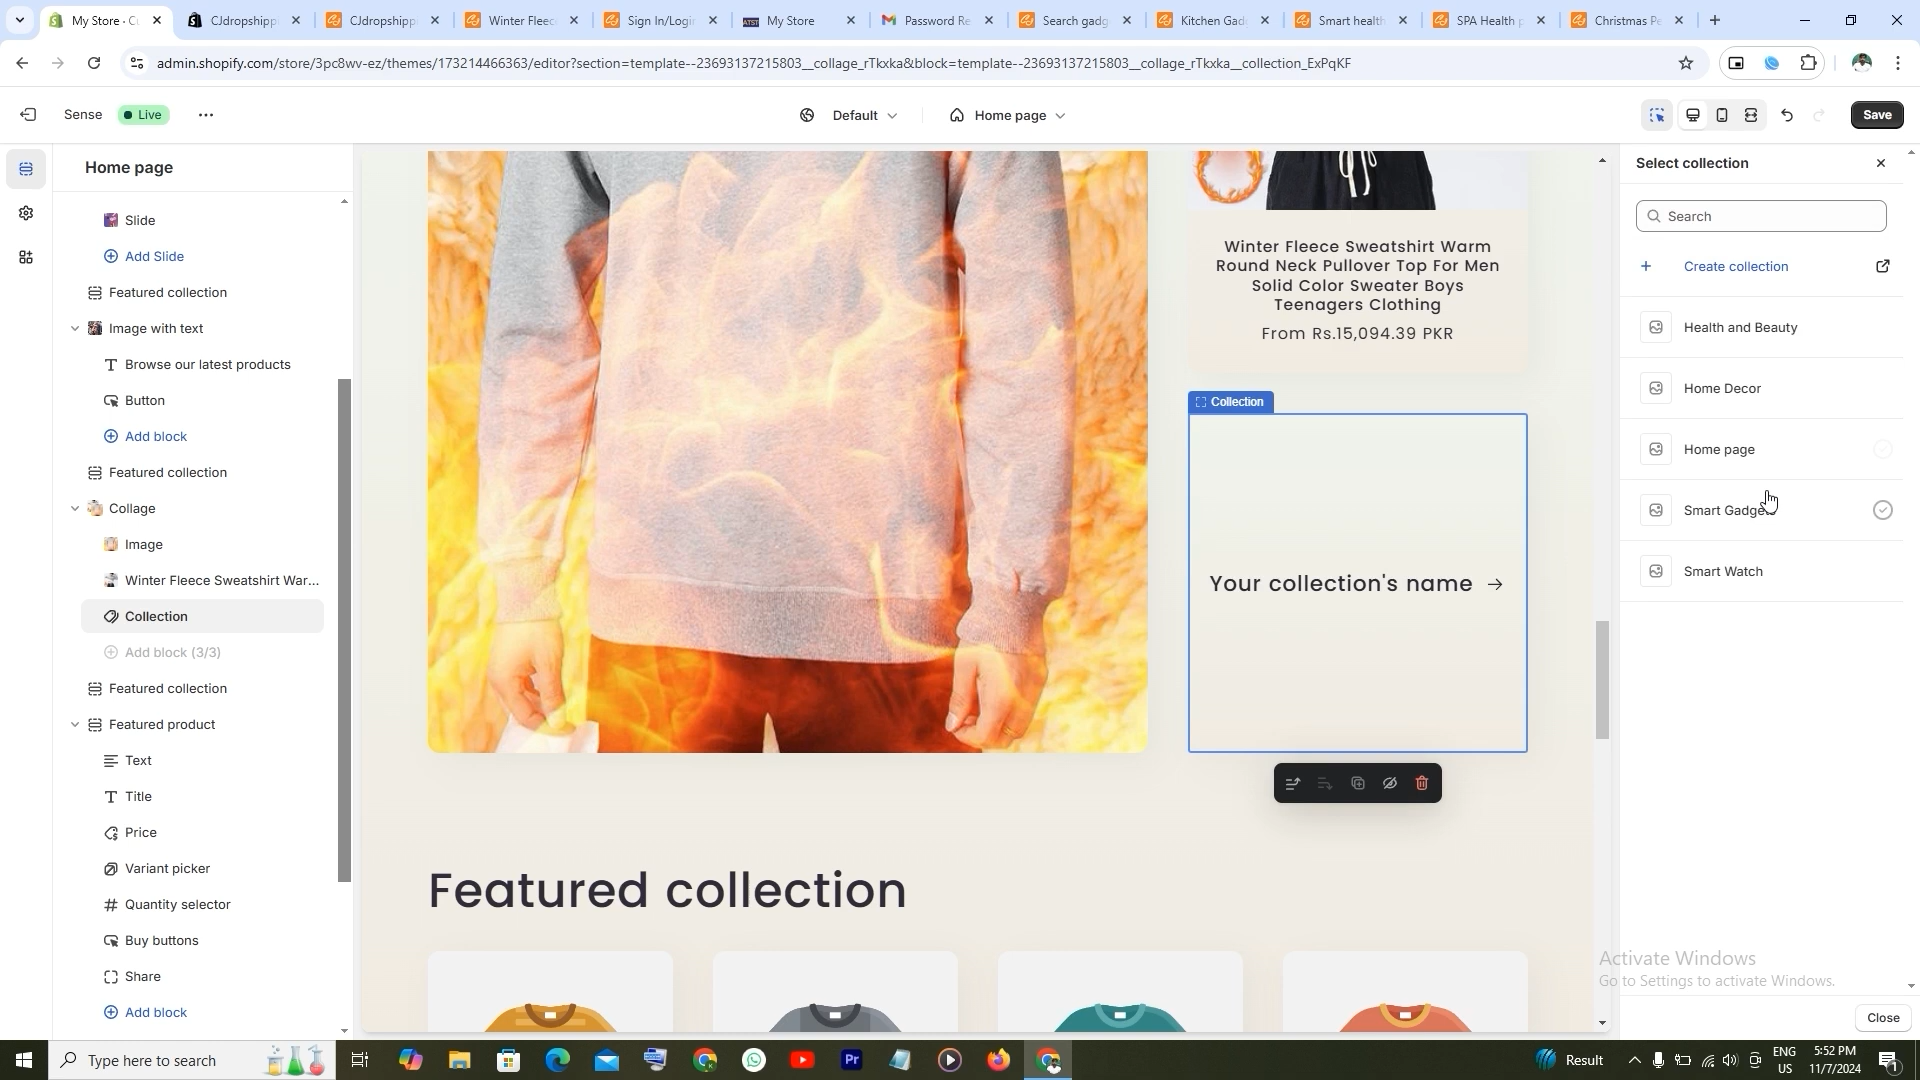 My Store - Cu
CJdropshippi
CJdropshippi
Winter Fleec
Sign In/Login
My Store
Password Re
Search gadg
Kitchen Gad
Smart health
SPA Health p
Christmas Pe
admin.shopify.com/store/3pc8wv-ez/themes/173214466363/editor?section=template--23693137215803__collage_rTkxka&block=template--23693137215803__collage_rTkxka__collection_ExPqKF
Sense
Live
Default
Home page
Save
Home page
Slide
Add Slide
Featured collection
Image with text
Browse our latest products
Button
Add block
Featured collection
Collage
Image
Winter Fleece Sweatshirt War...
Collection
Add block (3/3)
Featured collection
Featured product
Text
Title
Price
Variant picker
Quantity selector
Buy buttons
Share
Add block
Winter Fleece Sweatshirt Warm
Round Neck Pullover Top For Men
Solid Color Sweater Boys
Teenagers Clothing
From Rs.15,094.39 PKR
Collection
Your collection's name →
Featured collection
Select collection
Search
Create collection
Health and Beauty
Home Decor
Home page
Smart Gadgets
Smart Watch
Activate Windows
Go to Settings to activate Windows.
Close
Type here to search
Result
ENG
US
5:52 PM
11/7/2024
1